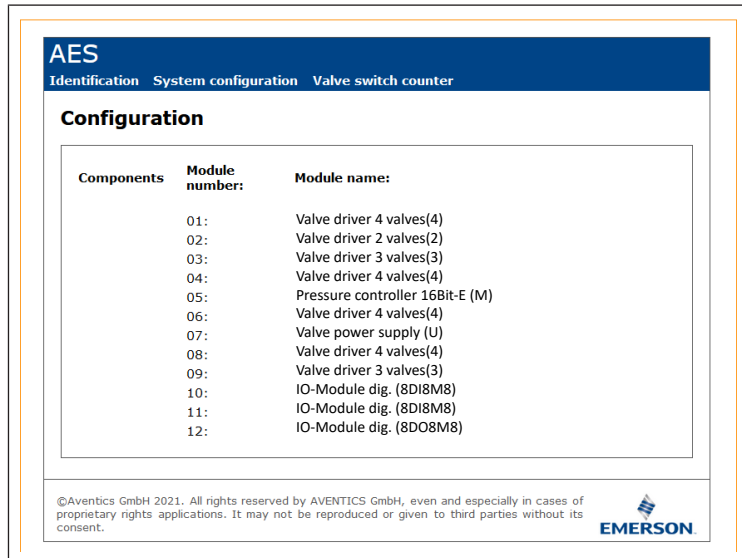 AES
Identification System configuration Valve switch counter
Configuration
Components Module number: Module name:
01: Valve driver 4 valves(4)
02: Valve driver 2 valves(2)
03: Valve driver 3 valves(3)
04: Valve driver 4 valves(4)
05: Pressure controller 16Bit-E (M)
06: Valve driver 4 valves(4)
07: Valve power supply (U)
08: Valve driver 4 valves(4)
09: Valve driver 3 valves(3)
10: IO-Module dig. (8DI8M8)
11: IO-Module dig. (8DI8M8)
12: IO-Module dig. (8DO8M8)
©Aventics GmbH 2021. All rights reserved by AVENTICS GmbH, even and especially in cases of
proprietary rights applications. It may not be reproduced or given to third parties without its
consent.
EMERSON